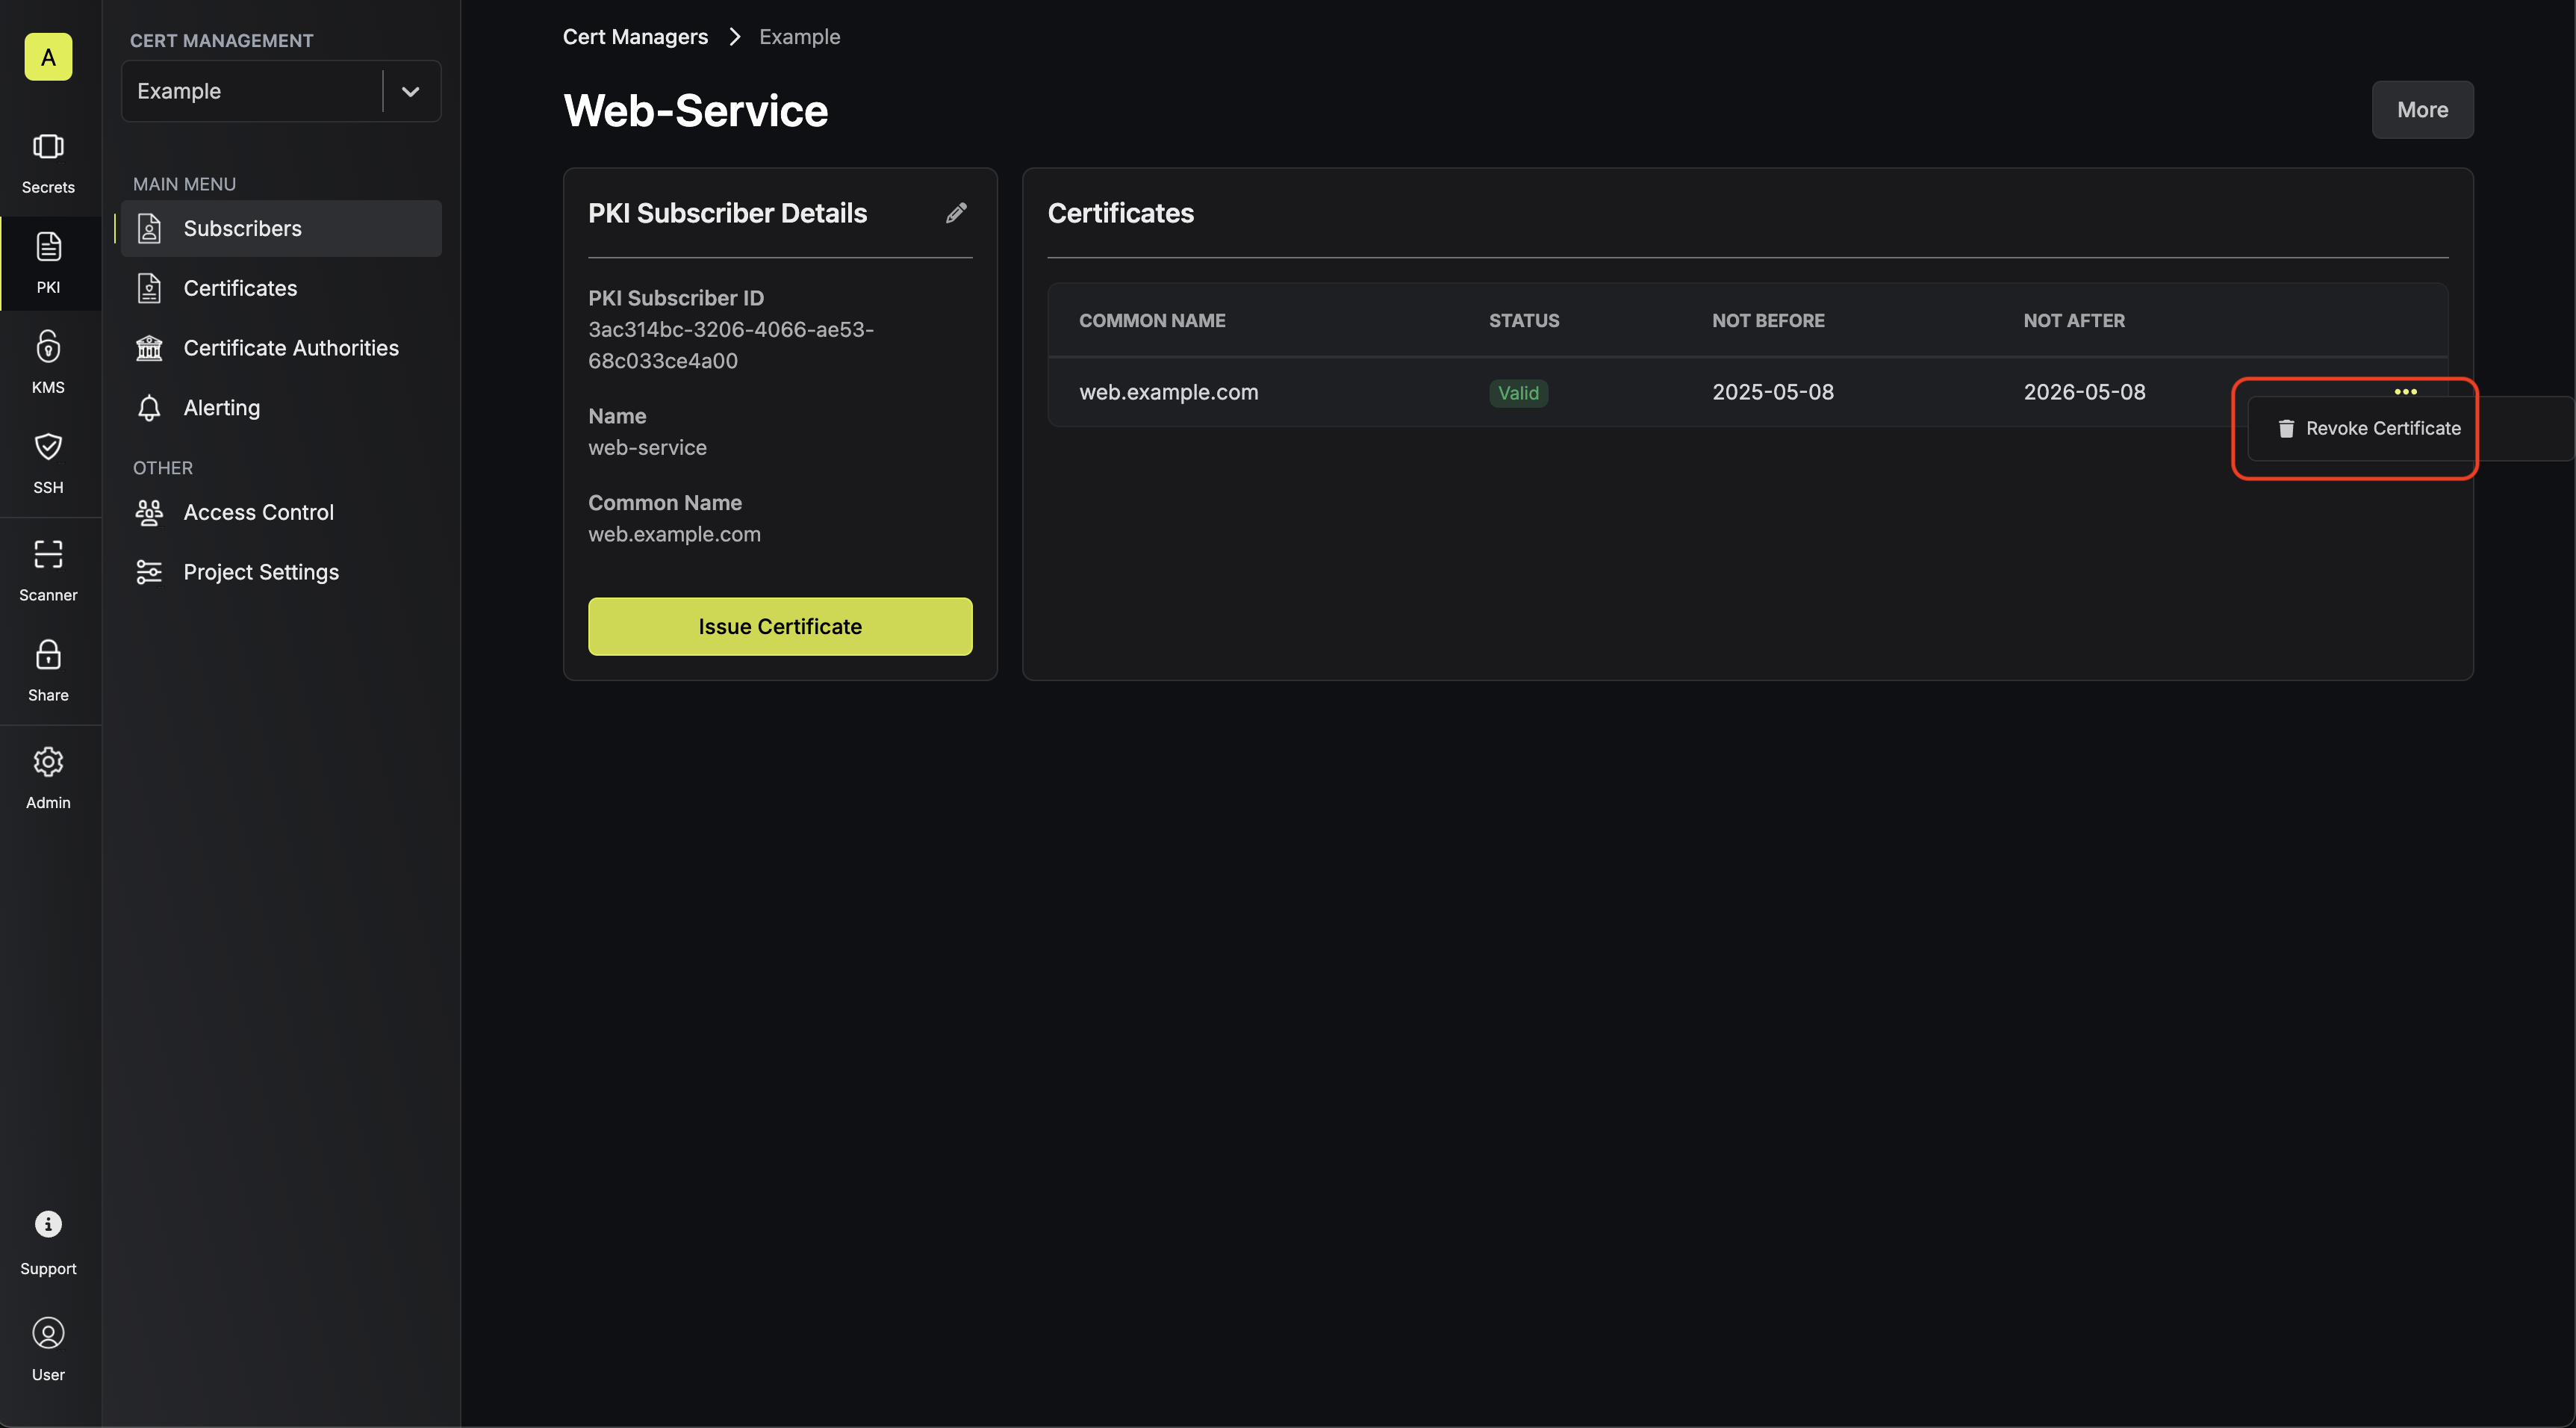 A
Secrets
PKI
KMS
SSH
Scanner
Share
Admin
Support
User
CERT MANAGEMENT
Example
MAIN MENU
Subscribers
Certificates
Certificate Authorities
Alerting
OTHER
Access Control
Project Settings
Cert Managers > Example
Web-Service
More
PKI Subscriber Details
PKI Subscriber ID
3ac314bc-3206-4066-ae53-
68c033ce4a00
Name
web-service
Common Name
web.example.com
Issue Certificate
Certificates
COMMON NAME STATUS NOT BEFORE NOT AFTER
web.example.com Valid 2025-05-08 2026-05-08
Revoke Certificate